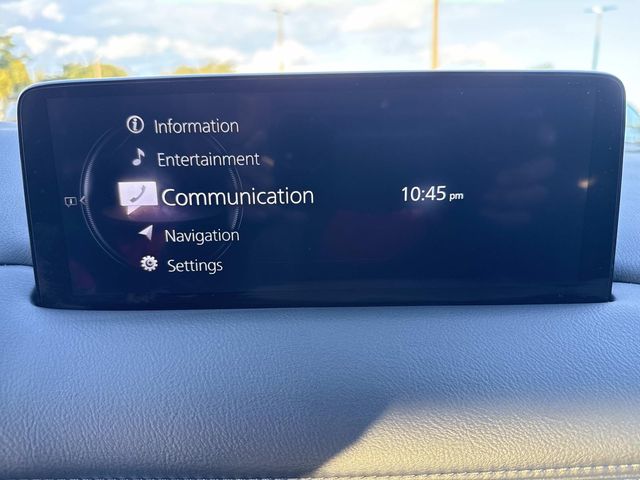 Information
Entertainment
Communication
10:45 pm
Navigation
Settings